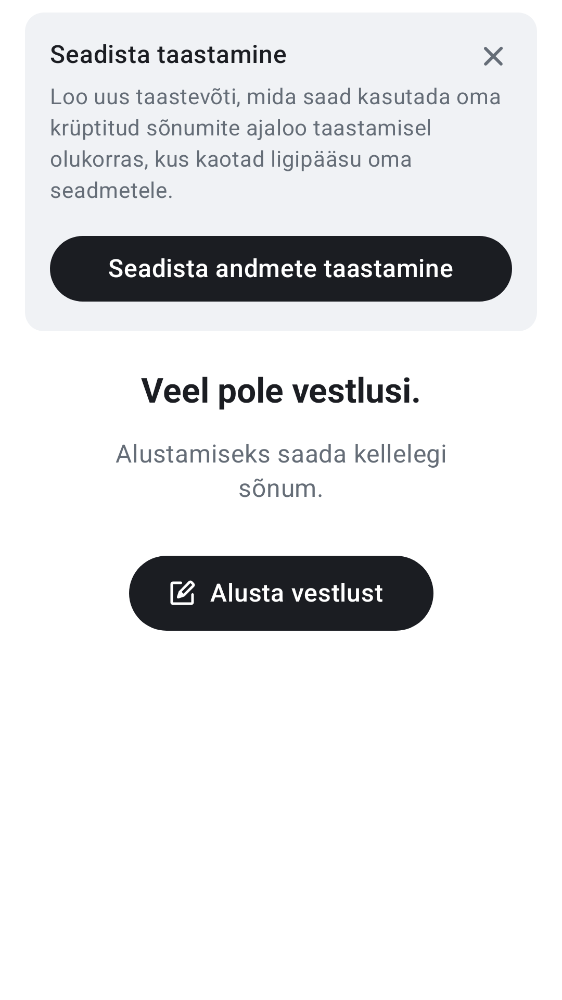 Seadista taastamine
Loo uus taastevõti, mida saad kasutada oma
krüptitud sõnumite ajaloo taastamisel
olukorras, kus kaotad ligipääsu oma
seadmetele.
Seadista andmete taastamine
Veel pole vestlusi.
Alustamiseks saada kellelegi
sõnum.
Alusta vestlust